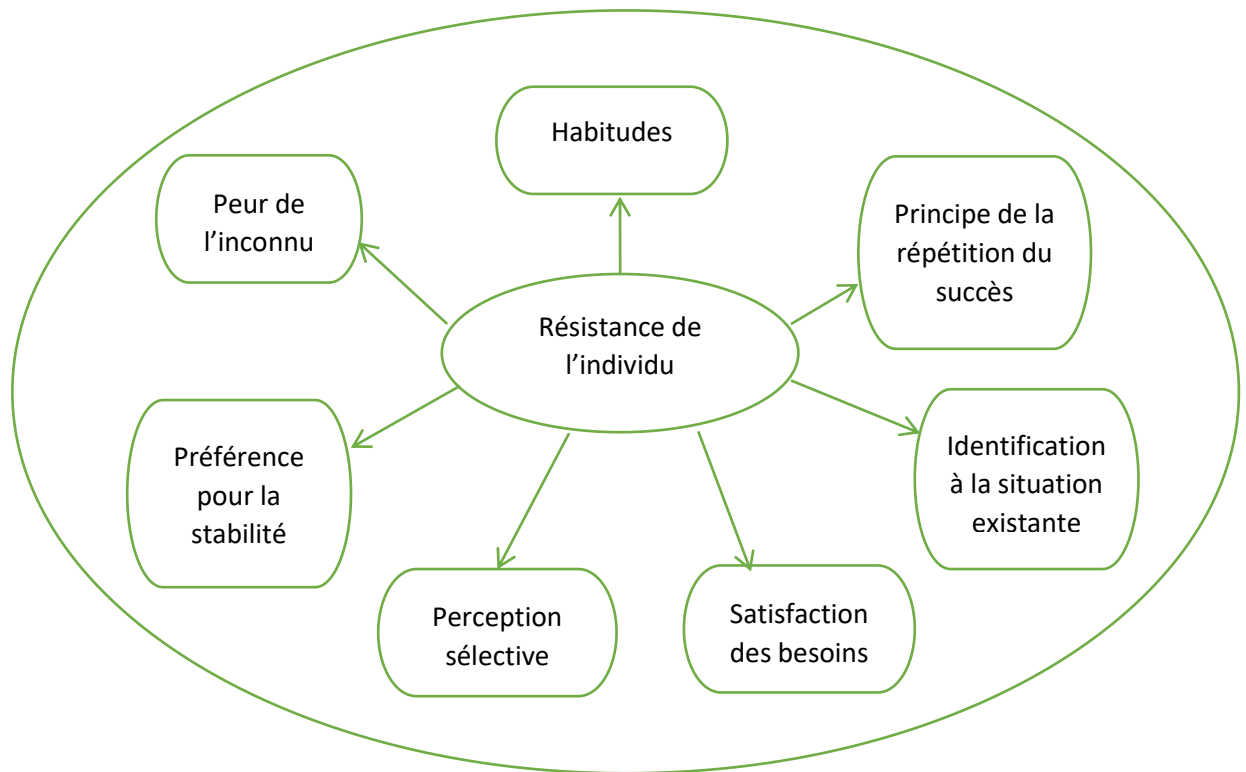 Habitudes
Peur de
l’inconnu
Principe de la
répétition du
succès
Résistance de
l’individu
Préférence
pour la
stabilité
Identification
à la situation
existante
Perception
sélective
Satisfaction
des besoins